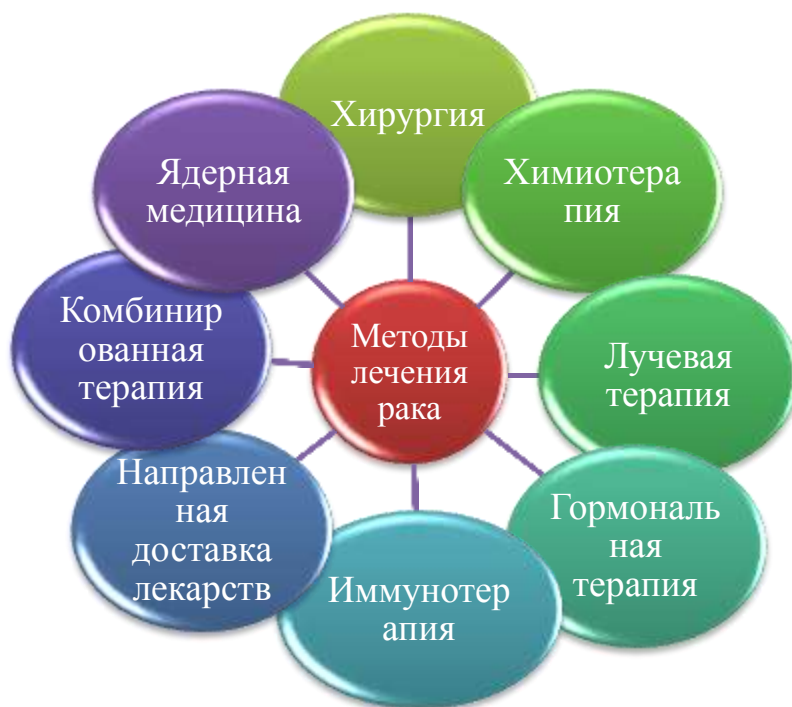 Хирургия
Химиотера
пия
Лучевая
терапия
Гормональ
ная
терапия
Иммунотер
апия
Направлен
ная
доставка
лекарств
Комбинир
ованная
терапия
Ядерная
медицина
Методы
лечения
рака